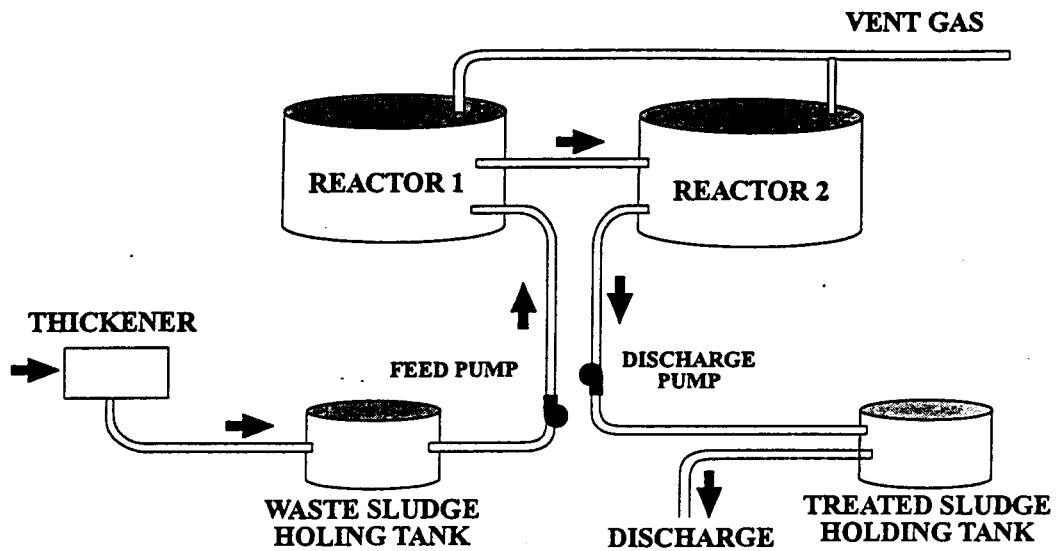 VENT GAS
REACTOR 1
REACTOR 2
THICKENER
FEED PUMP
DISCHARGE
PUMP
WASTE SLUDGE
HOLING TANK
DISCHARGE
TREATED SLUDGE
HOLDING TANK